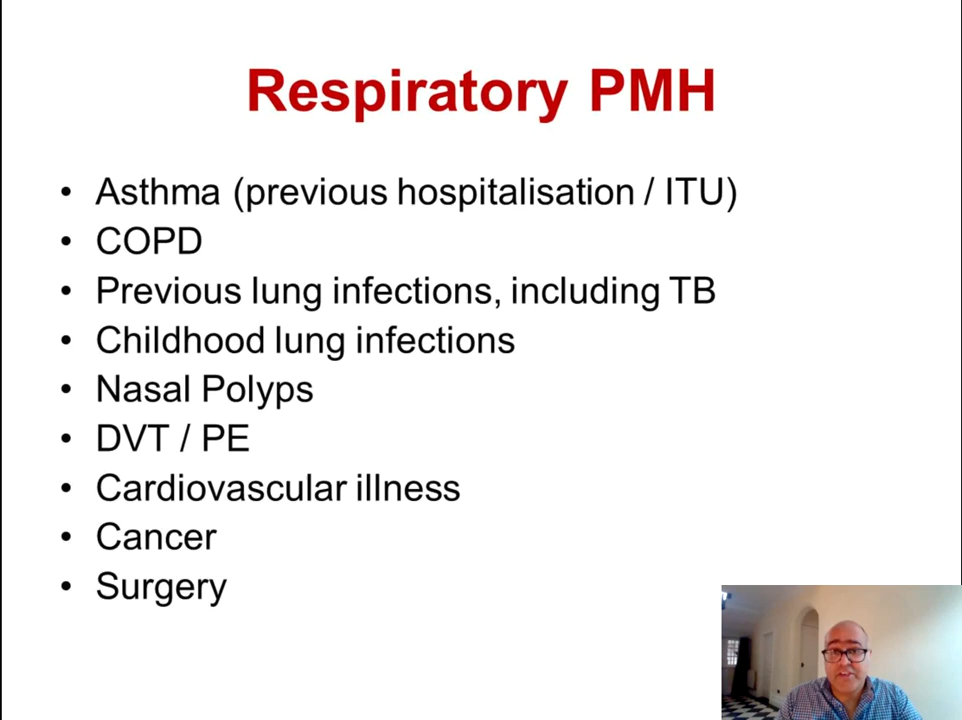 Respiratory PMH
• Asthma (previous hospitalisation / ITU)
• COPD
• Previous lung infections, including TB
• Childhood lung infections
• Nasal Polyps
• DVT / PE
• Cardiovascular illness
• Cancer
• Surgery